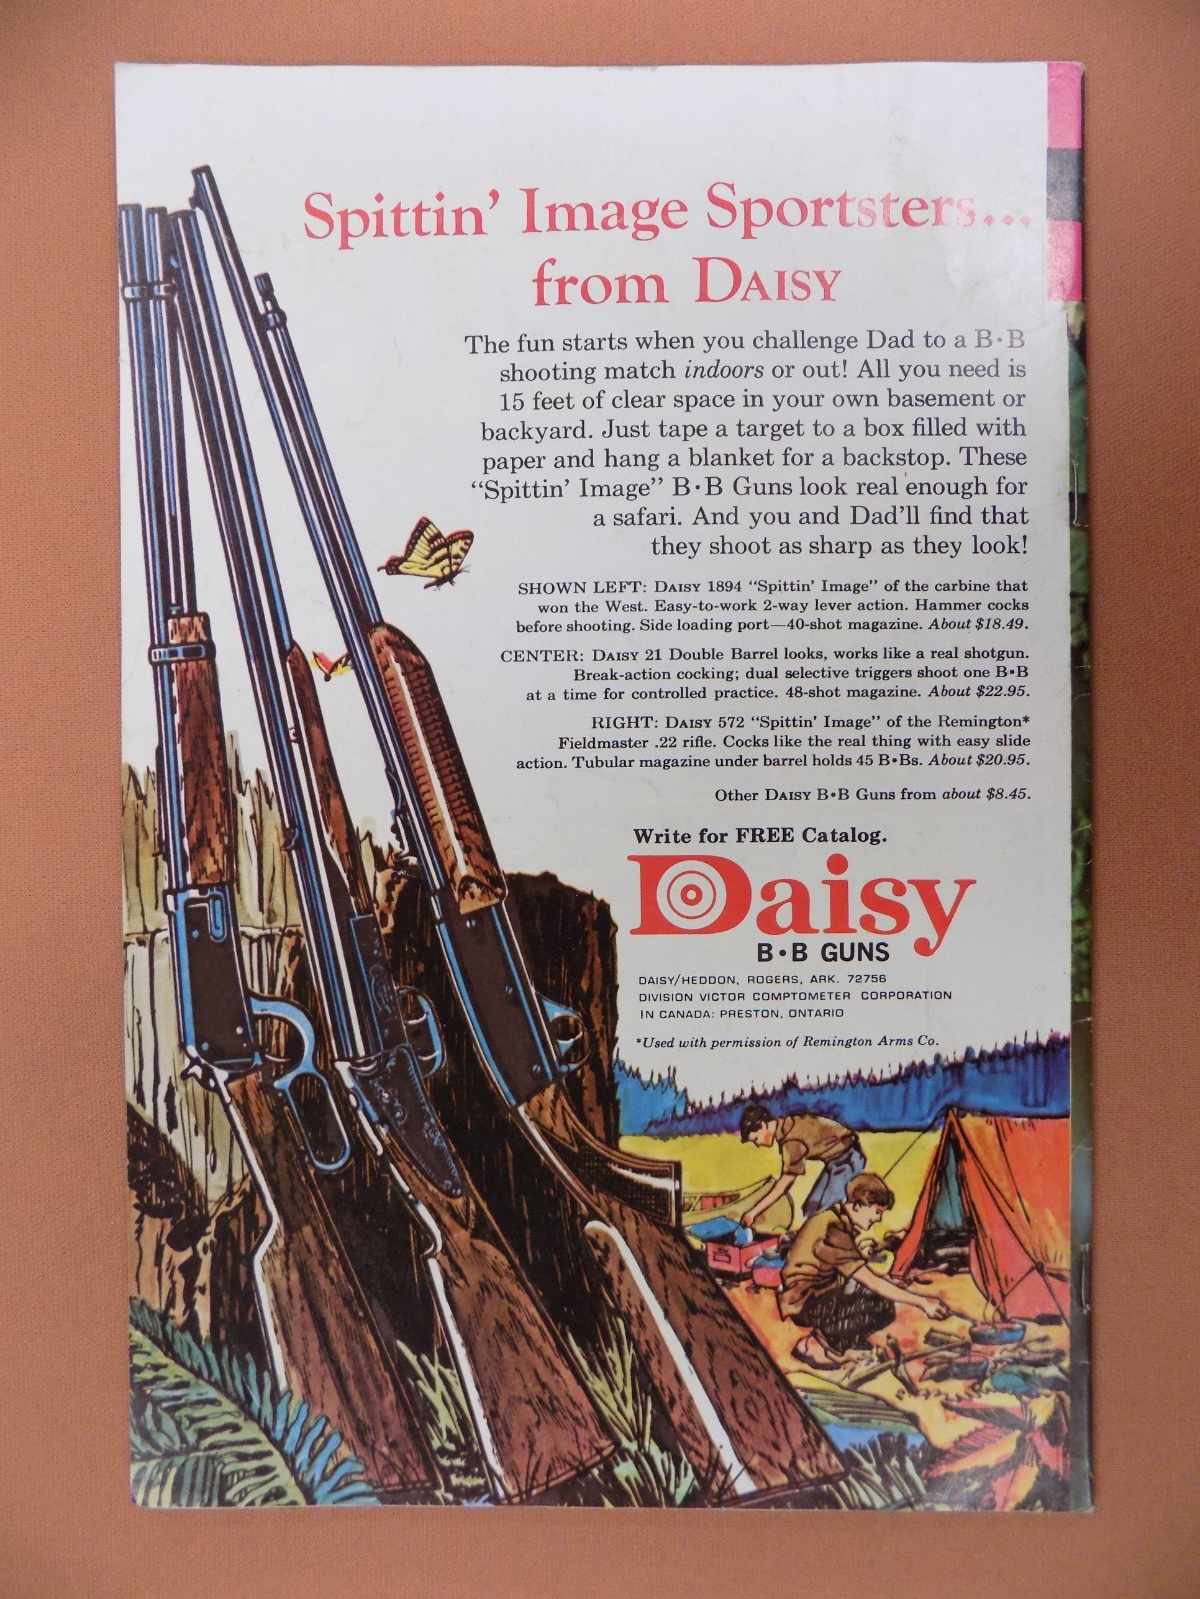 Spittin' Image Sportsters...
from DAISY
The fun starts when you challenge Dad to a B•B
shooting match indoors or out! All you need is
15 feet of clear space in your own basement or
backyard. Just tape a target to a box filled with
paper and hang a blanket for a backstop. These
“Spittin' Image” B•B Guns look real enough for
a safari. And you and Dad'll find that
they shoot as sharp as they look!
SHOWN LEFT: DAISY 1894 “Spittin' Image” of the carbine that
won the West. Easy-to-work 2-way lever action. Hammer cocks
before shooting. Side loading port—40-shot magazine. About $18.49.
CENTER: DAISY 21 Double Barrel looks, works like a real shotgun.
Break-action cocking; dual selective triggers shoot one B•B
at a time for controlled practice. 48-shot magazine. About $22.95.
RIGHT: DAISY 572 “Spittin' Image” of the Remington*
Fieldmaster .22 rifle. Cocks like the real thing with easy slide
action. Tubular magazine under barrel holds 45 B•Bs. About $20.95.
Other DAISY B•B Guns from about $8.45.
Write for FREE Catalog.
Daisy
B•B GUNS
DAISY/HEDDON, ROGERS, ARK. 72756
DIVISION VICTOR COMPTOMETER CORPORATION
IN CANADA: PRESTON, ONTARIO
*Used with permission of Remington Arms Co.